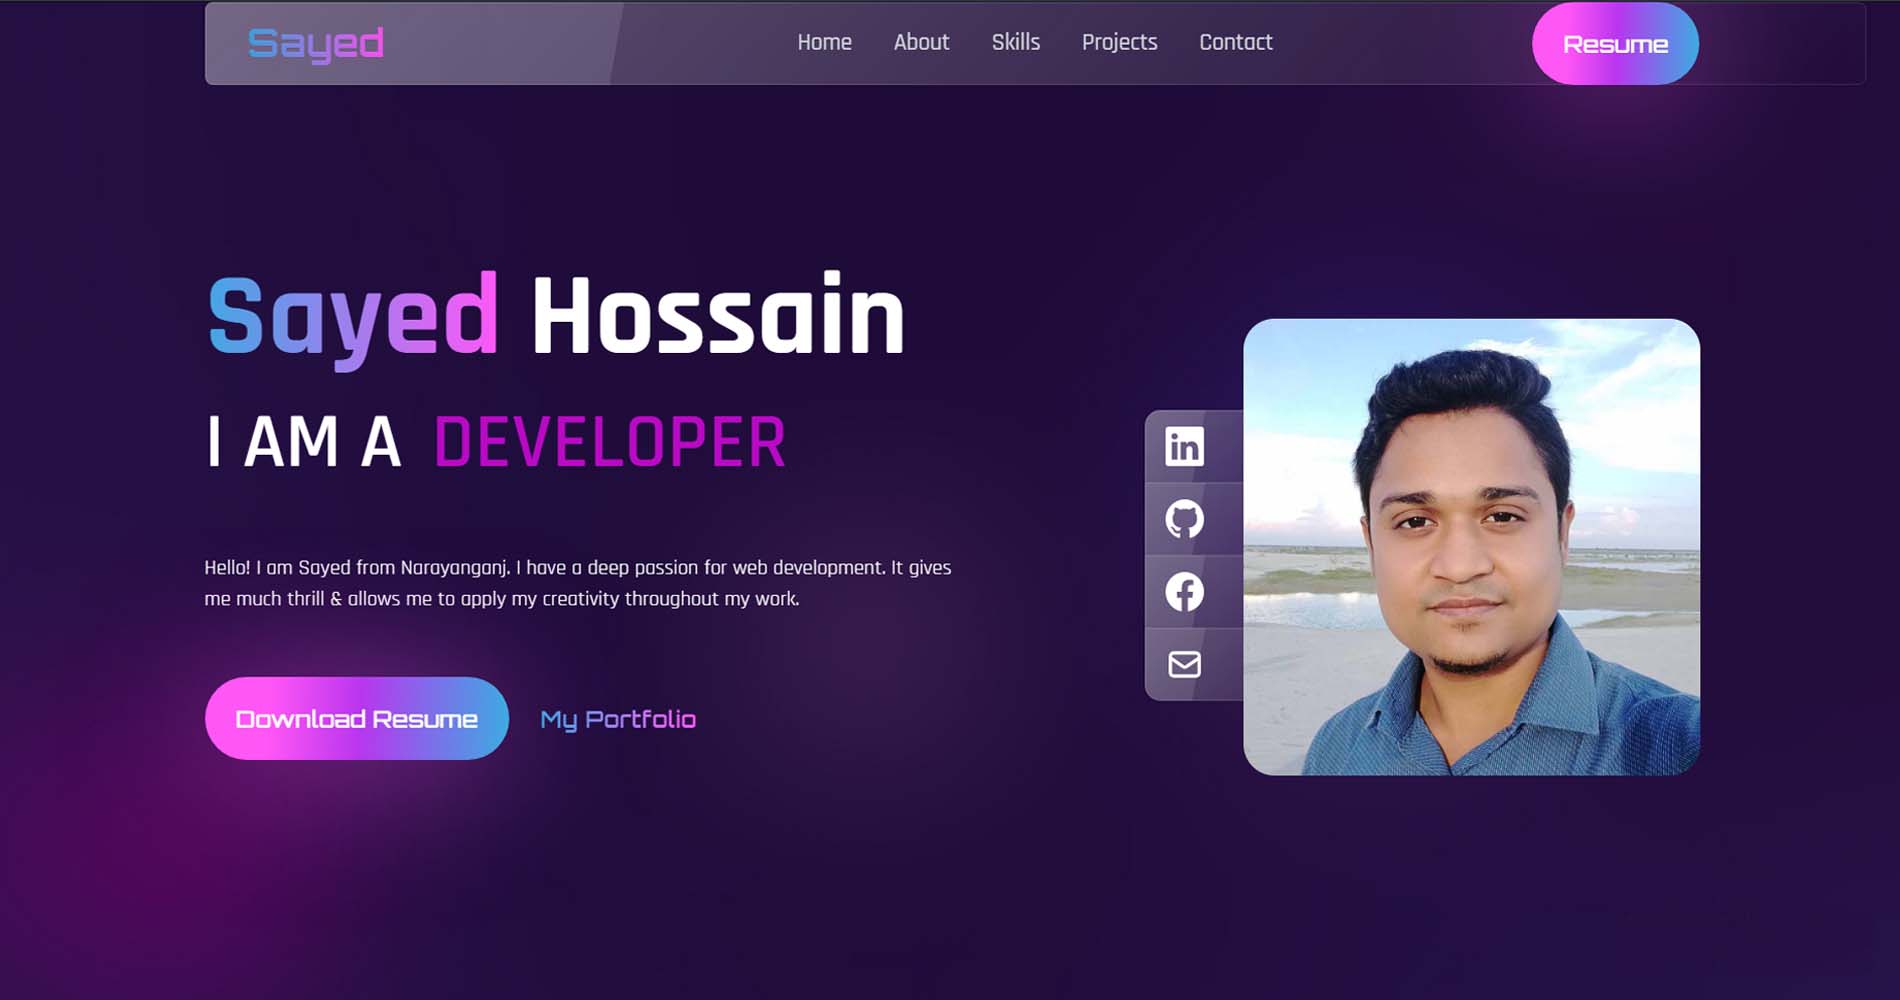 Sayed
Home About Skills Projects Contact
Resume
Sayed Hossain
I AM A DEVELOPER
Hello! I am Sayed from Narayanganj. I have a deep passion for web development. It gives
me much thrill & allows me to apply my creativity throughout my work.
Download Resume
My Portfolio
in